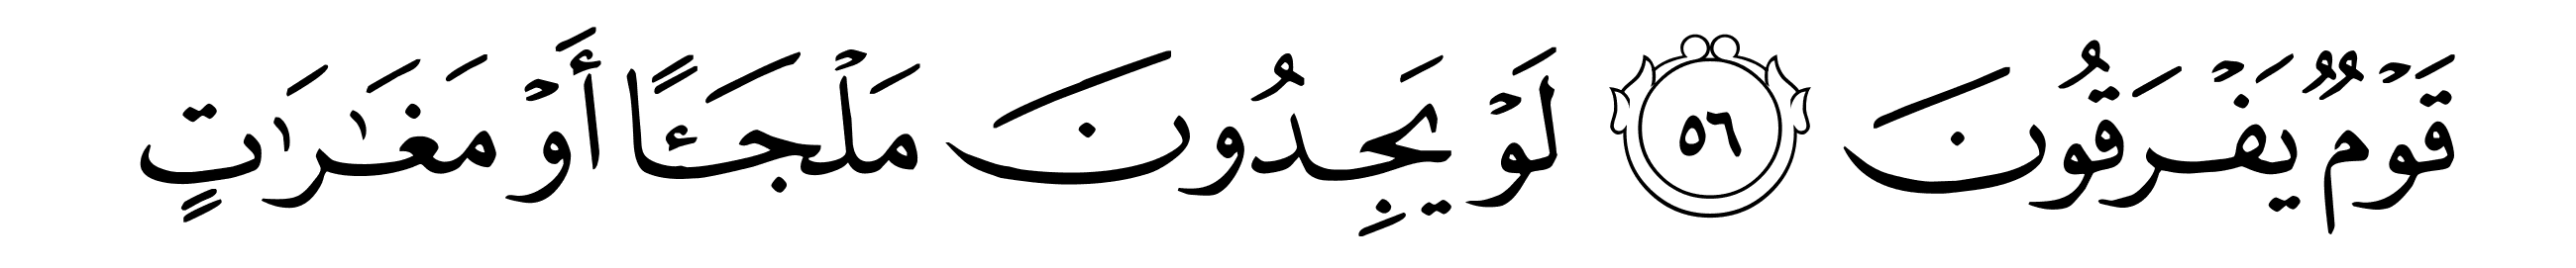 قَوۡمٞ يَفۡرَقُونَ ٥٦ لَوۡ يَجِدُونَ مَلۡجَـًٔا أَوۡ مَغَٰرَٰتٍ